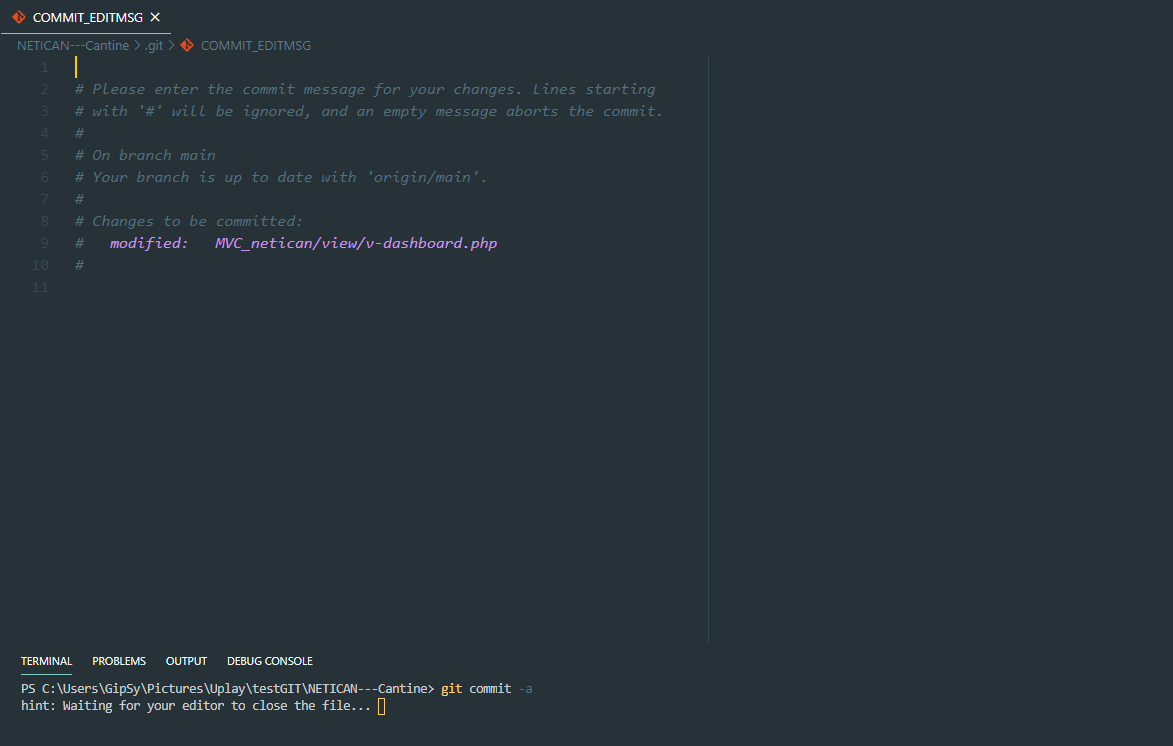 COMMIT_EDITMSG
NETICAN---Cantine > .git > COMMIT_EDITMSG
1
2 # Please enter the commit message for your changes. Lines starting
3 # with '#' will be ignored, and an empty message aborts the commit.
4 #
5 # On branch main
6 # Your branch is up to date with 'origin/main'.
7 #
8 # Changes to be committed:
9 # modified: MVC_netican/view/v-dashboard.php
10 #
11
TERMINAL PROBLEMS OUTPUT DEBUG CONSOLE
PS C:\Users\GipSy\Pictures\Uplay\testGIT\NETICAN---Cantine> git commit -a
hint: Waiting for your editor to close the file...